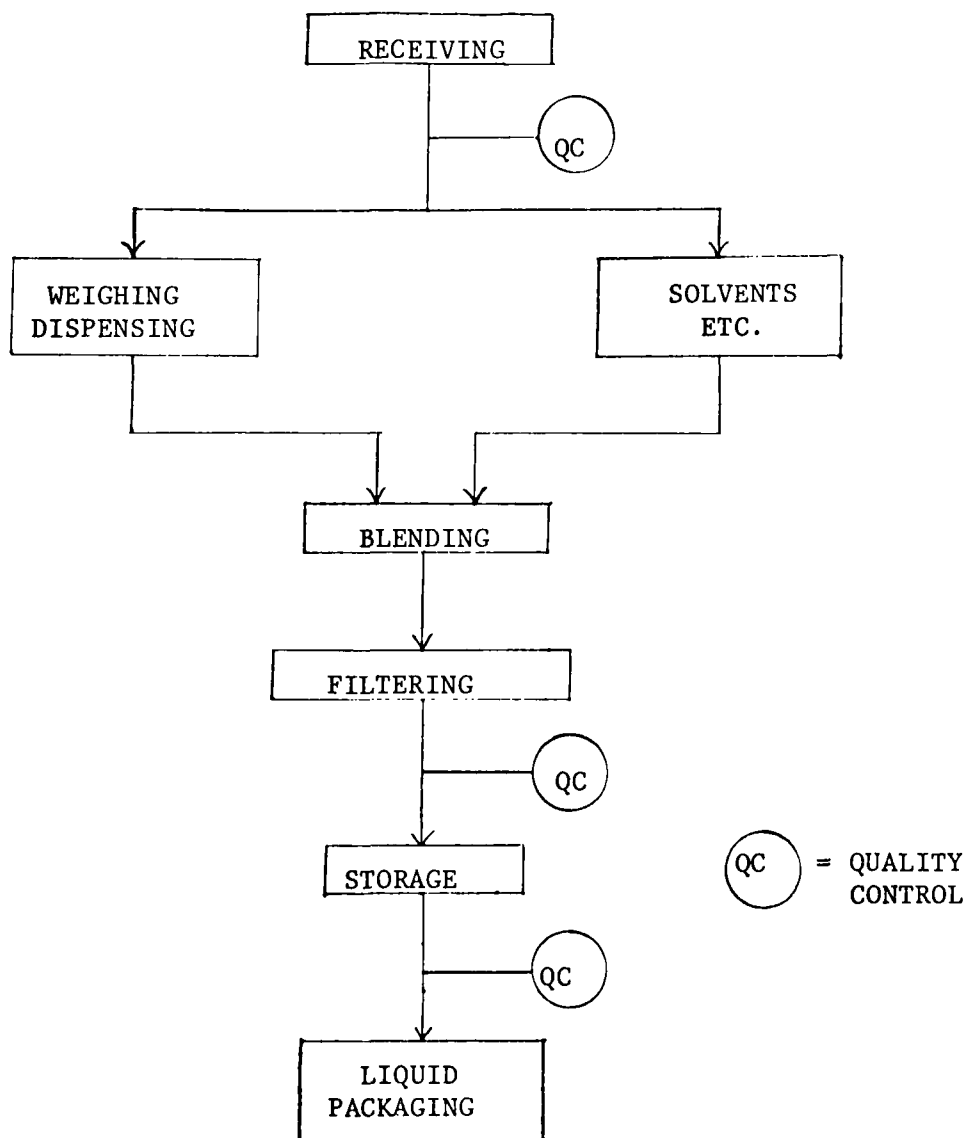 RECEIVING
QC
WEIGHING
DISPENSING
SOLVENTS
ETC.
BLENDING
FILTERING
QC
STORAGE
QC = QUALITY
CONTROL
QC
LIQUID
PACKAGING